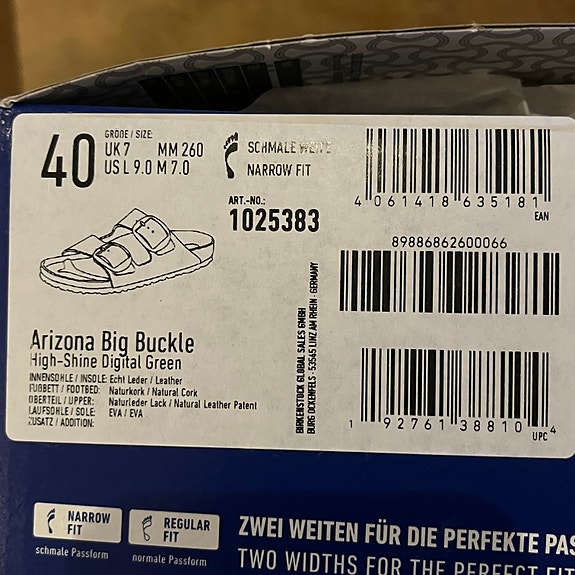 40
GRÖßE / SIZE:
UK 7 MM 260
US L 9.0 M 7.0
SCHMALE WEITE
NARROW FIT
ART.-NO.:
1025383
4 061418 635181
EAN
89886862600066
Arizona Big Buckle
High-Shine Digital Green
INNENSOHLE / INSOLE: Echt Leder / Leather
FUßBETT / FOOTBED: Naturkork / Natural Cork
OBERTEIL / UPPER: Naturleder Lack / Natural Leather Patent
LAUFSOHLE / SOLE: EVA / EVA
ZUSATZ / ADDITION:
BIRKENSTOCK GLOBAL SALES GMBH
BURG OCKENFELS · 53545 LINZ AM RHEIN · GERMANY
1 92761 38810 4
UPC
NARROW
FIT
schmale Passform
REGULAR
FIT
normale Passform
ZWEI WEITEN FÜR DIE PERFEKTE PAS
TWO WIDTHS FOR THE PERFECT FIT